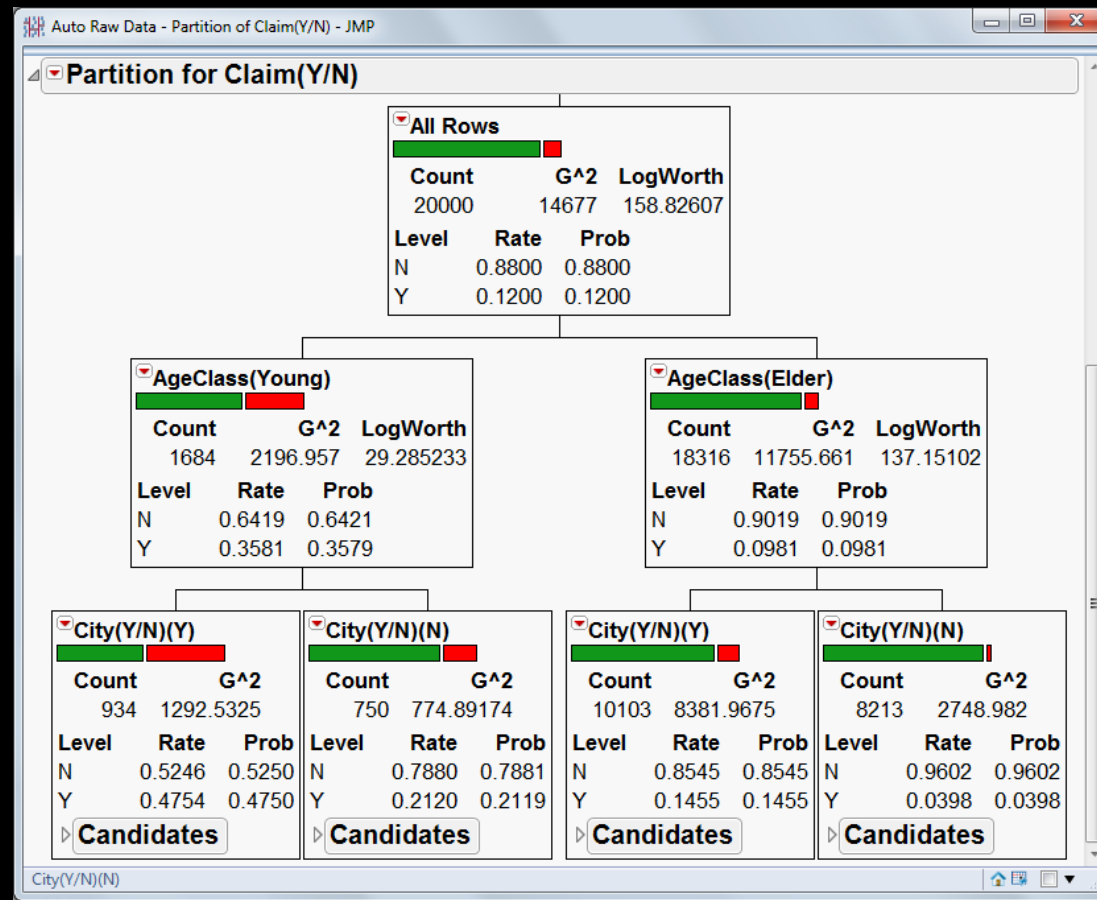 Auto Raw Data - Partition of Claim(Y/N) - JMP
Partition for Claim(Y/N)
All Rows
Count G^2 LogWorth
20000 14677 158.82607
Level Rate Prob
N 0.8800 0.8800
Y 0.1200 0.1200
AgeClass(Young)
Count G^2 LogWorth
1684 2196.957 29.285233
Level Rate Prob
N 0.6419 0.6421
Y 0.3581 0.3579
AgeClass(Elder)
Count G^2 LogWorth
18316 11755.661 137.15102
Level Rate Prob
N 0.9019 0.9019
Y 0.0981 0.0981
City(Y/N)(Y)
Count G^2
934 1292.5325
Level Rate Prob
N 0.5246 0.5250
Y 0.4754 0.4750
Candidates
City(Y/N)(N)
Count G^2
750 774.89174
Level Rate Prob
N 0.7880 0.7881
Y 0.2120 0.2119
Candidates
City(Y/N)(Y)
Count G^2
10103 8381.9675
Level Rate Prob
N 0.8545 0.8545
Y 0.1455 0.1455
Candidates
City(Y/N)(N)
Count G^2
8213 2748.982
Level Rate Prob
N 0.9602 0.9602
Y 0.0398 0.0398
Candidates
City(Y/N)(N)